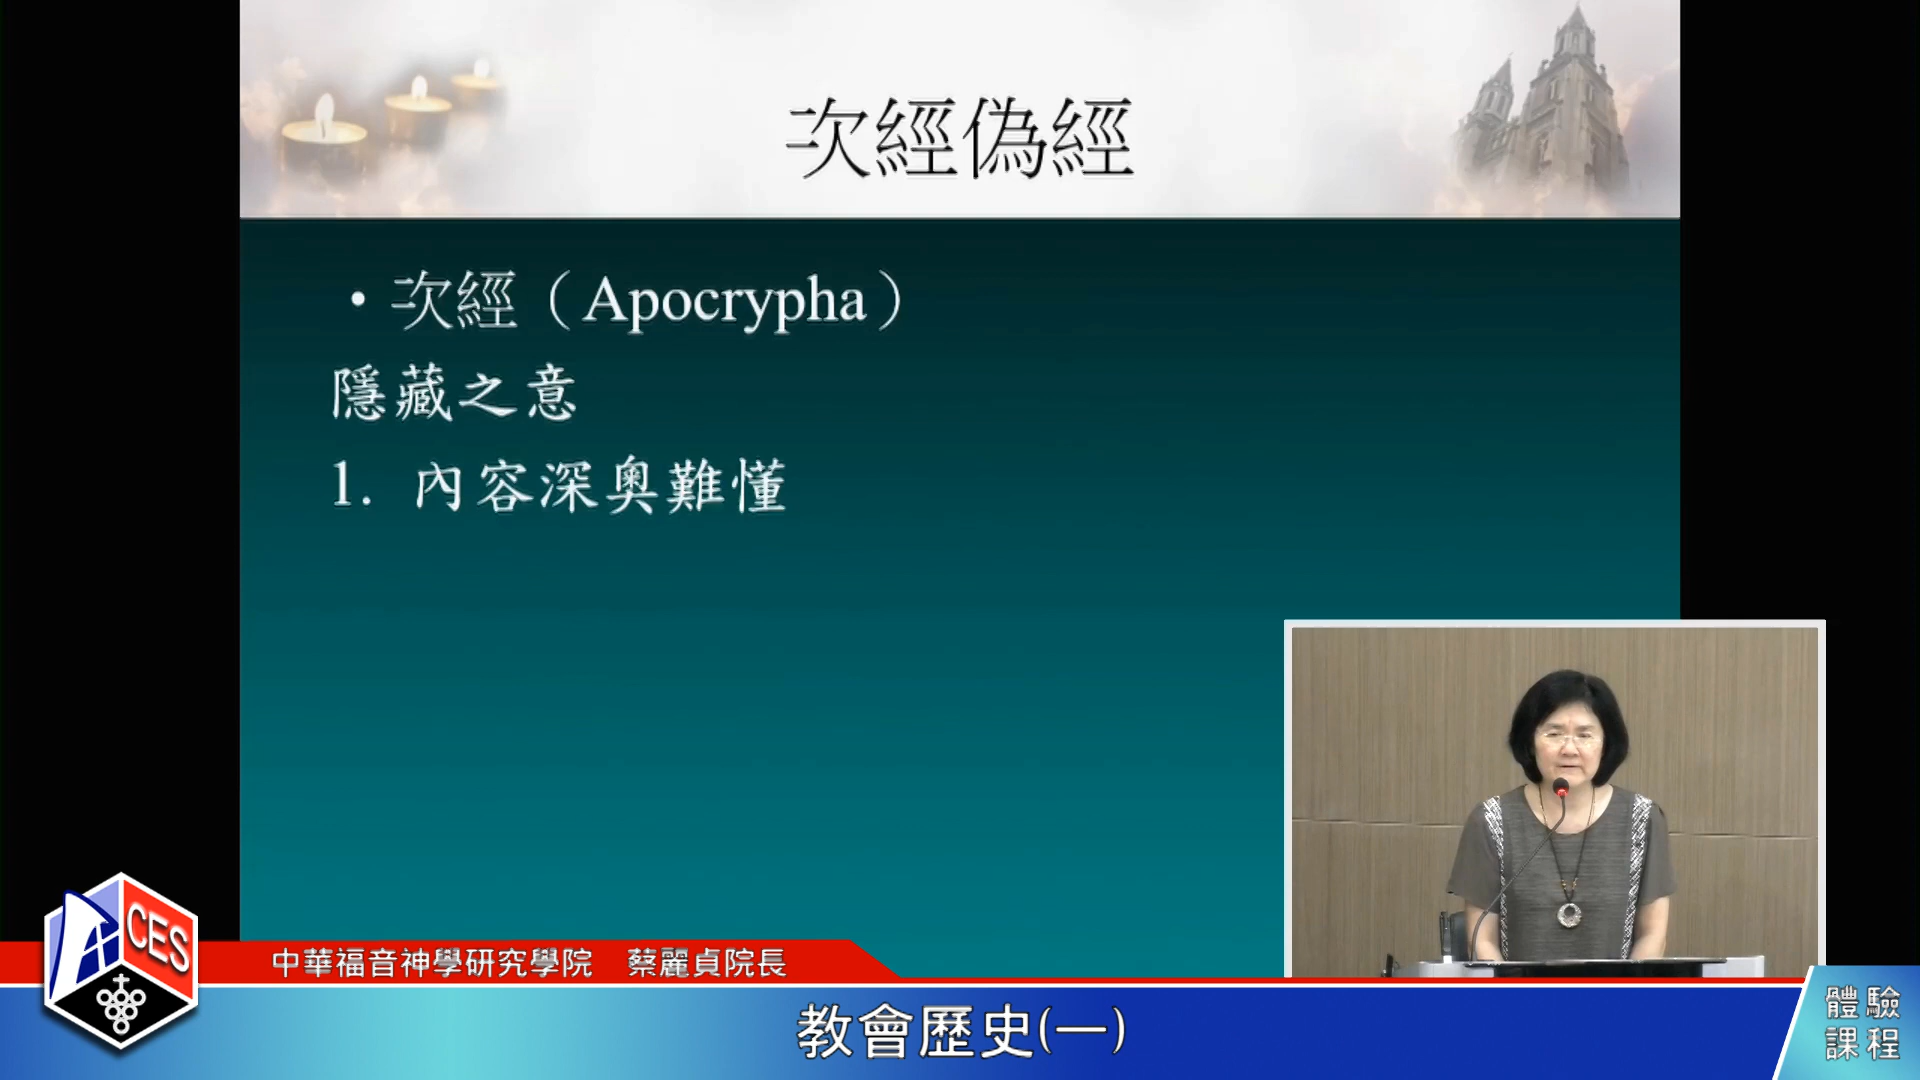 次經偽經
• 次經（Apocrypha）
隱藏之意
1. 內容深奧難懂
CES
中華福音神學研究學院 蔡麗貞院長
教會歷史(一)
體驗
課程